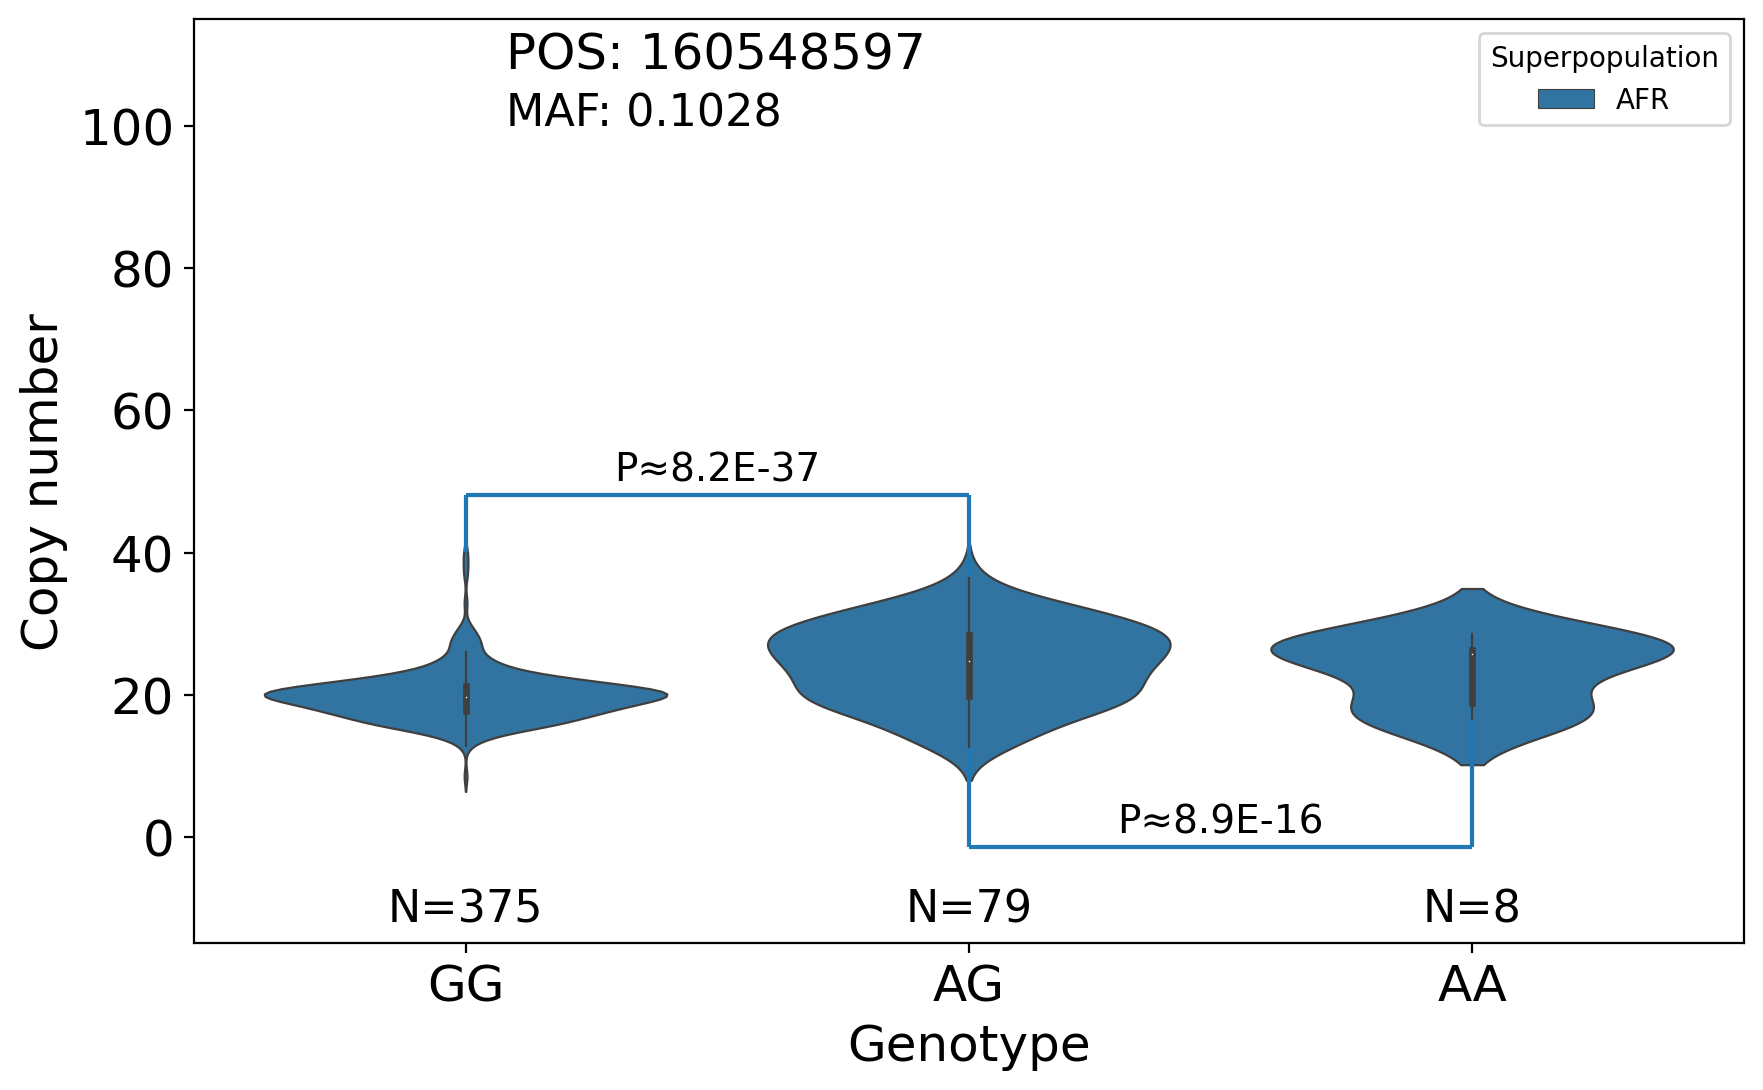 POS: 160548597
MAF: 0.1028
Superpopulation
AFR
100
80
60
40
20
0
Copy number
P≈8.2E-37
P≈8.9E-16
N=375
N=79
N=8
GG
AG
AA
Genotype